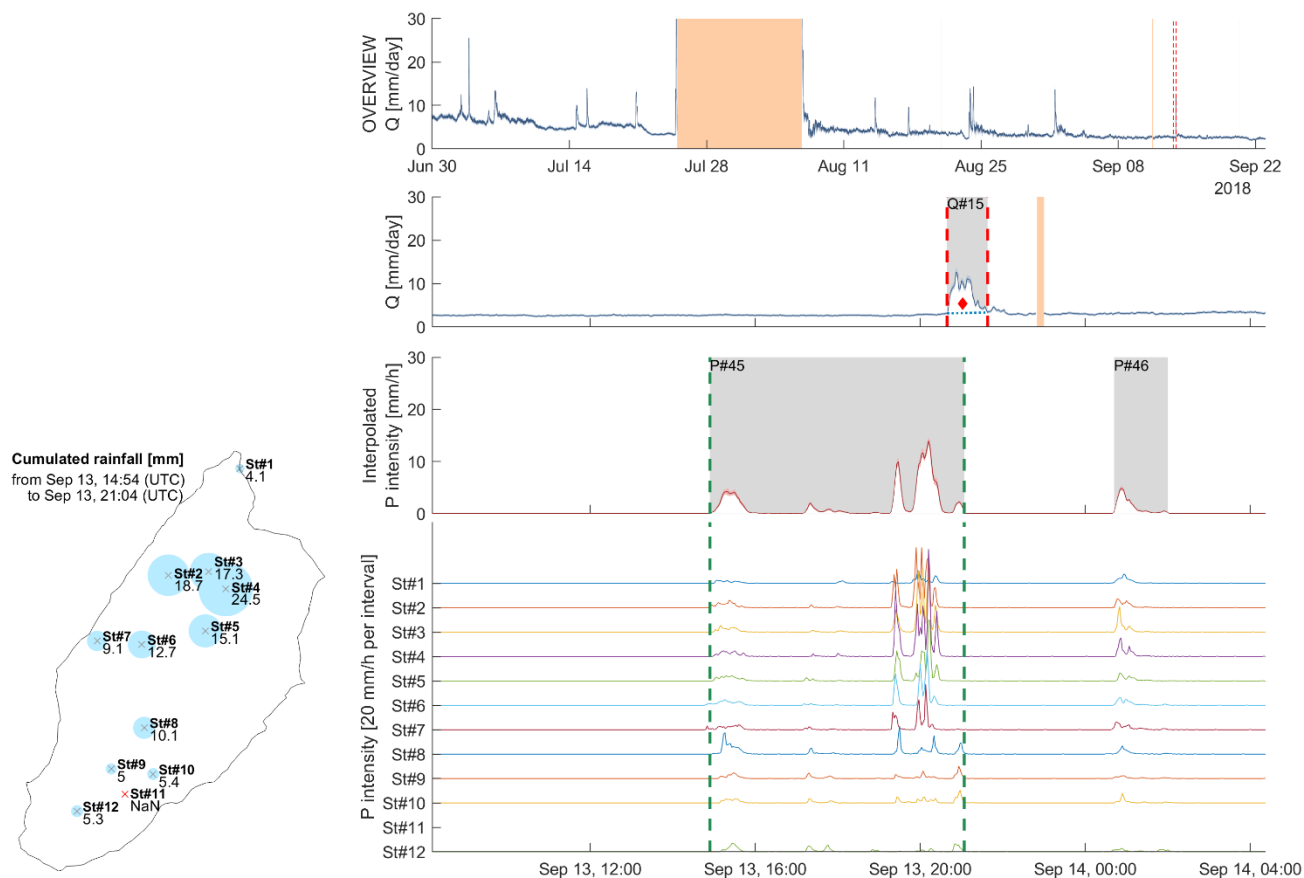 OVERVIEW
Q [mm/day]
30
20
10
0
Jun 30
Jul 14
Jul 28
Aug 11
Aug 25
Sep 08
Sep 22
2018
Q [mm/day]
30
20
10
0
Q#15
Interpolated
P intensity [mm/h]
30
20
10
0
P#45
P#46
Cumulated rainfall [mm]
from Sep 13, 14:54 (UTC)
to Sep 13, 21:04 (UTC)
St#1
4.1
St#2
18.7
St#3
17.3
St#4
24.5
St#5
15.1
St#6
12.7
St#7
9.1
St#8
10.1
St#9
5
St#10
5.4
St#11
NaN
St#12
5.3
P intensity [20 mm/h per interval]
St#1
St#2
St#3
St#4
St#5
St#6
St#7
St#8
St#9
St#10
St#11
St#12
Sep 13, 12:00
Sep 13, 16:00
Sep 13, 20:00
Sep 14, 00:00
Sep 14, 04:00